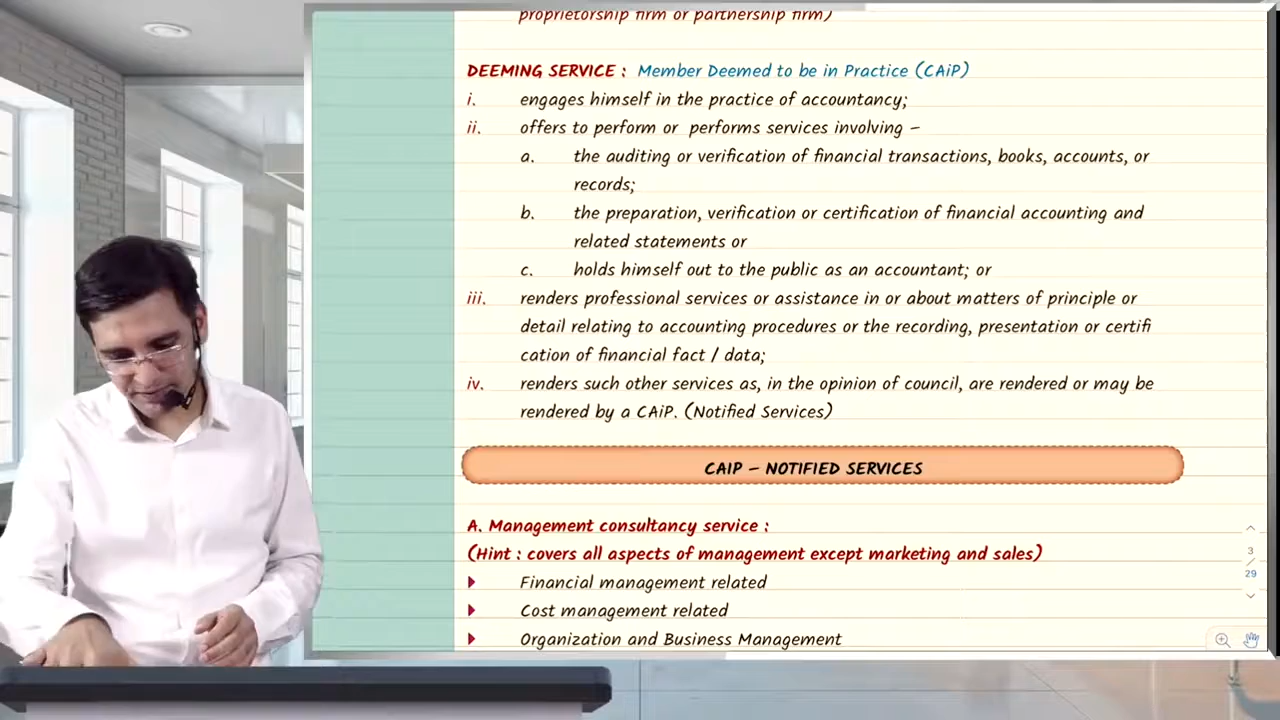 proprietorship firm or partnership firm)
DEEMING SERVICE : Member Deemed to be in Practice (CAiP)
i. engages himself in the practice of accountancy;
ii. offers to perform or performs services involving –
a. the auditing or verification of financial transactions, books, accounts, or
records;
b. the preparation, verification or certification of financial accounting and
related statements or
c. holds himself out to the public as an accountant; or
iii. renders professional services or assistance in or about matters of principle or
detail relating to accounting procedures or the recording, presentation or certifi
cation of financial fact / data;
iv. renders such other services as, in the opinion of council, are rendered or may be
rendered by a CAiP. (Notified Services)
CAIP – NOTIFIED SERVICES
A. Management consultancy service :
(Hint : covers all aspects of management except marketing and sales)
Financial management related
Cost management related
Organization and Business Management
3
/
29